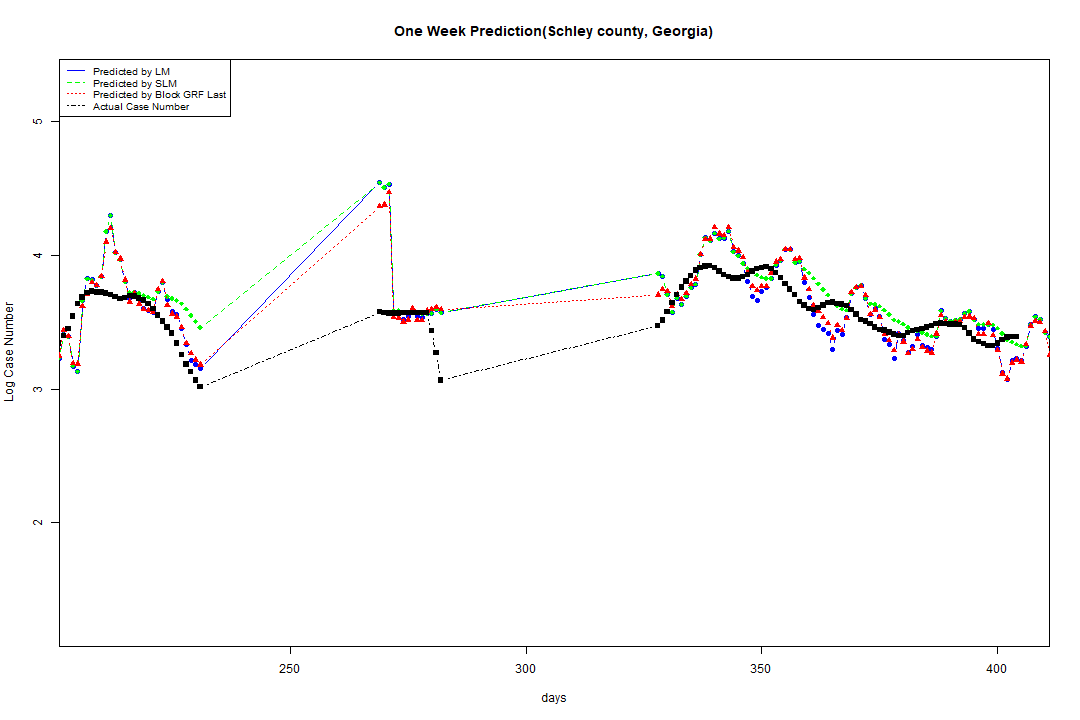 One Week Prediction(Schley county, Georgia)
Predicted by LM
Predicted by SLM
Predicted by Block GRF Last
Actual Case Number
5
4
3
2
Log Case Number
250
300
350
400
days